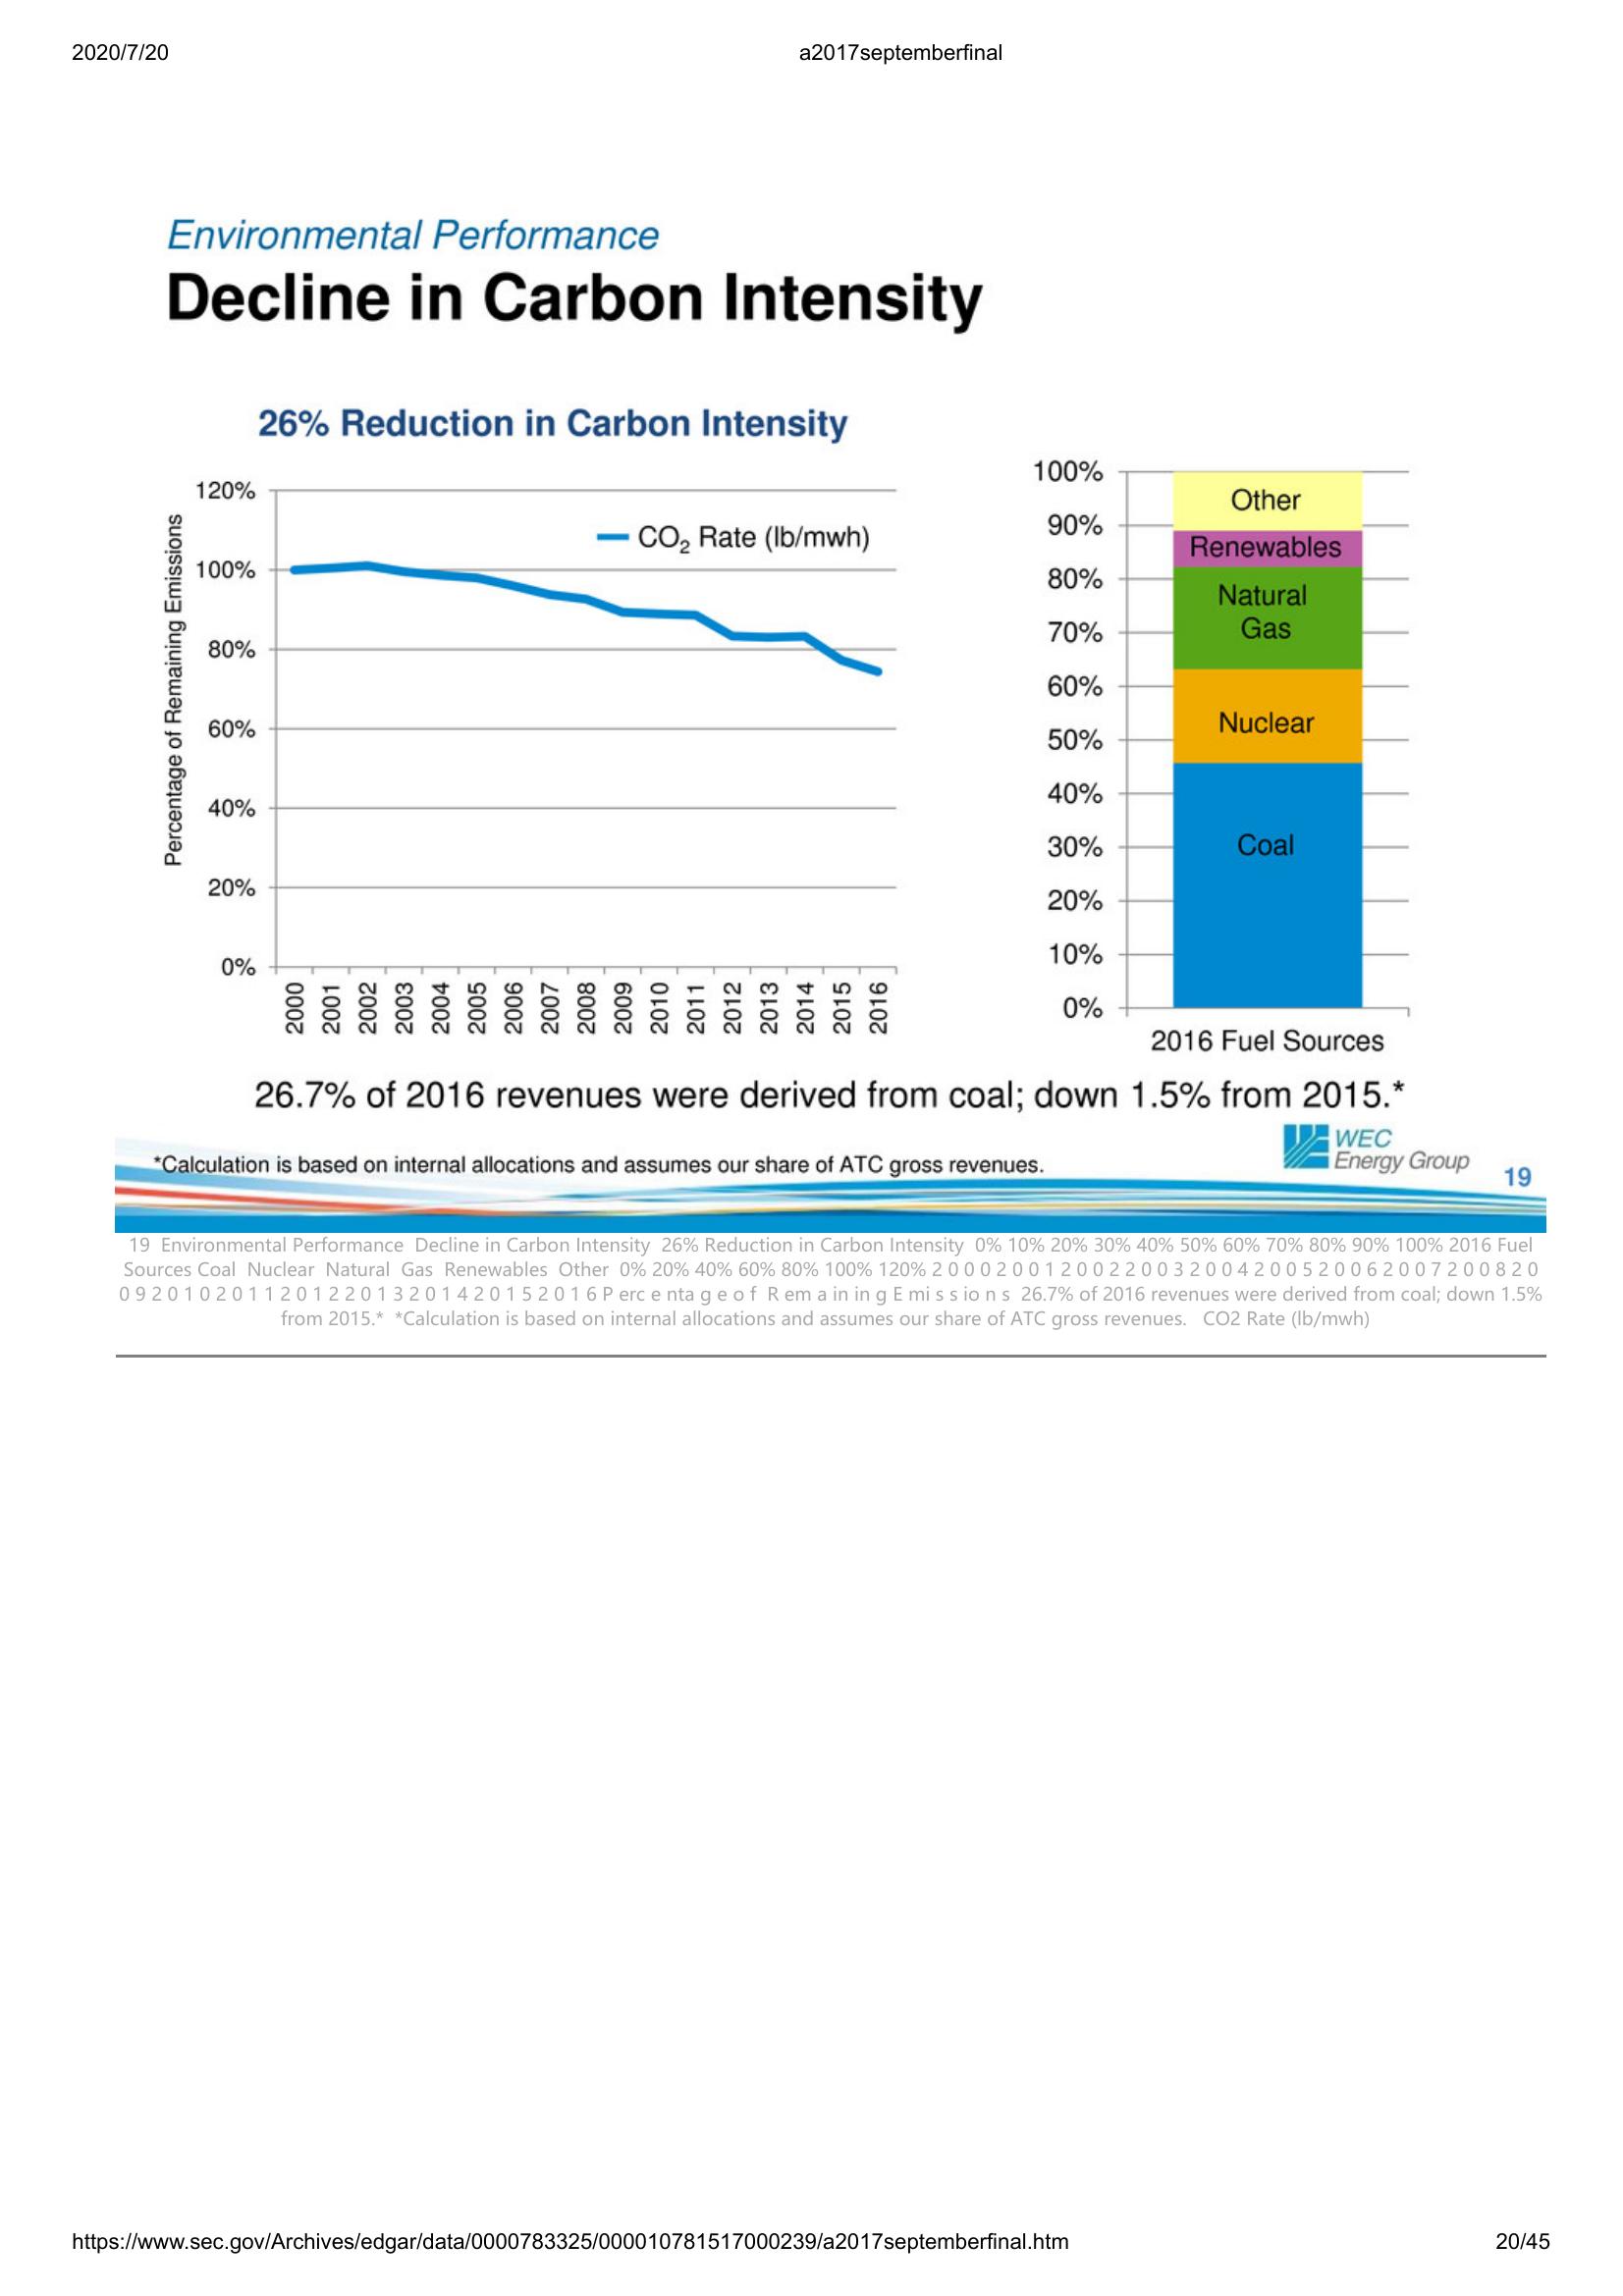 2020/7/20 a2017septemberfinal
Environmental Performance
Decline in Carbon Intensity
26% Reduction in Carbon Intensity
Percentage of Remaining Emissions
120%
100%
80%
60%
40%
20%
0%
CO2 Rate (lb/mwh)
2000 2001 2002 2003 2004 2005 2006 2007 2008 2009 2010 2011 2012 2013 2014 2015 2016
100%
90%
80%
70%
60%
50%
40%
30%
20%
10%
0%
Other
Renewables
Natural
Gas
Nuclear
Coal
2016 Fuel Sources
26.7% of 2016 revenues were derived from coal; down 1.5% from 2015.*
*Calculation is based on internal allocations and assumes our share of ATC gross revenues.
WEC
Energy Group
19
19 Environmental Performance Decline in Carbon Intensity 26% Reduction in Carbon Intensity 0% 10% 20% 30% 40% 50% 60% 70% 80% 90% 100% 2016 Fuel
Sources Coal Nuclear Natural Gas Renewables Other 0% 20% 40% 60% 80% 100% 120% 2 0 0 0 2 0 0 1 2 0 0 2 2 0 0 3 2 0 0 4 2 0 0 5 2 0 0 6 2 0 0 7 2 0 0 8 2 0
0 9 2 0 1 0 2 0 1 1 2 0 1 2 2 0 1 3 2 0 1 4 2 0 1 5 2 0 1 6 P erc e nta g e o f R em a in in g E mi s s io n s 26.7% of 2016 revenues were derived from coal; down 1.5%
from 2015.* *Calculation is based on internal allocations and assumes our share of ATC gross revenues. CO2 Rate (lb/mwh)
https://www.sec.gov/Archives/edgar/data/0000783325/000010781517000239/a2017septemberfinal.htm 20/45